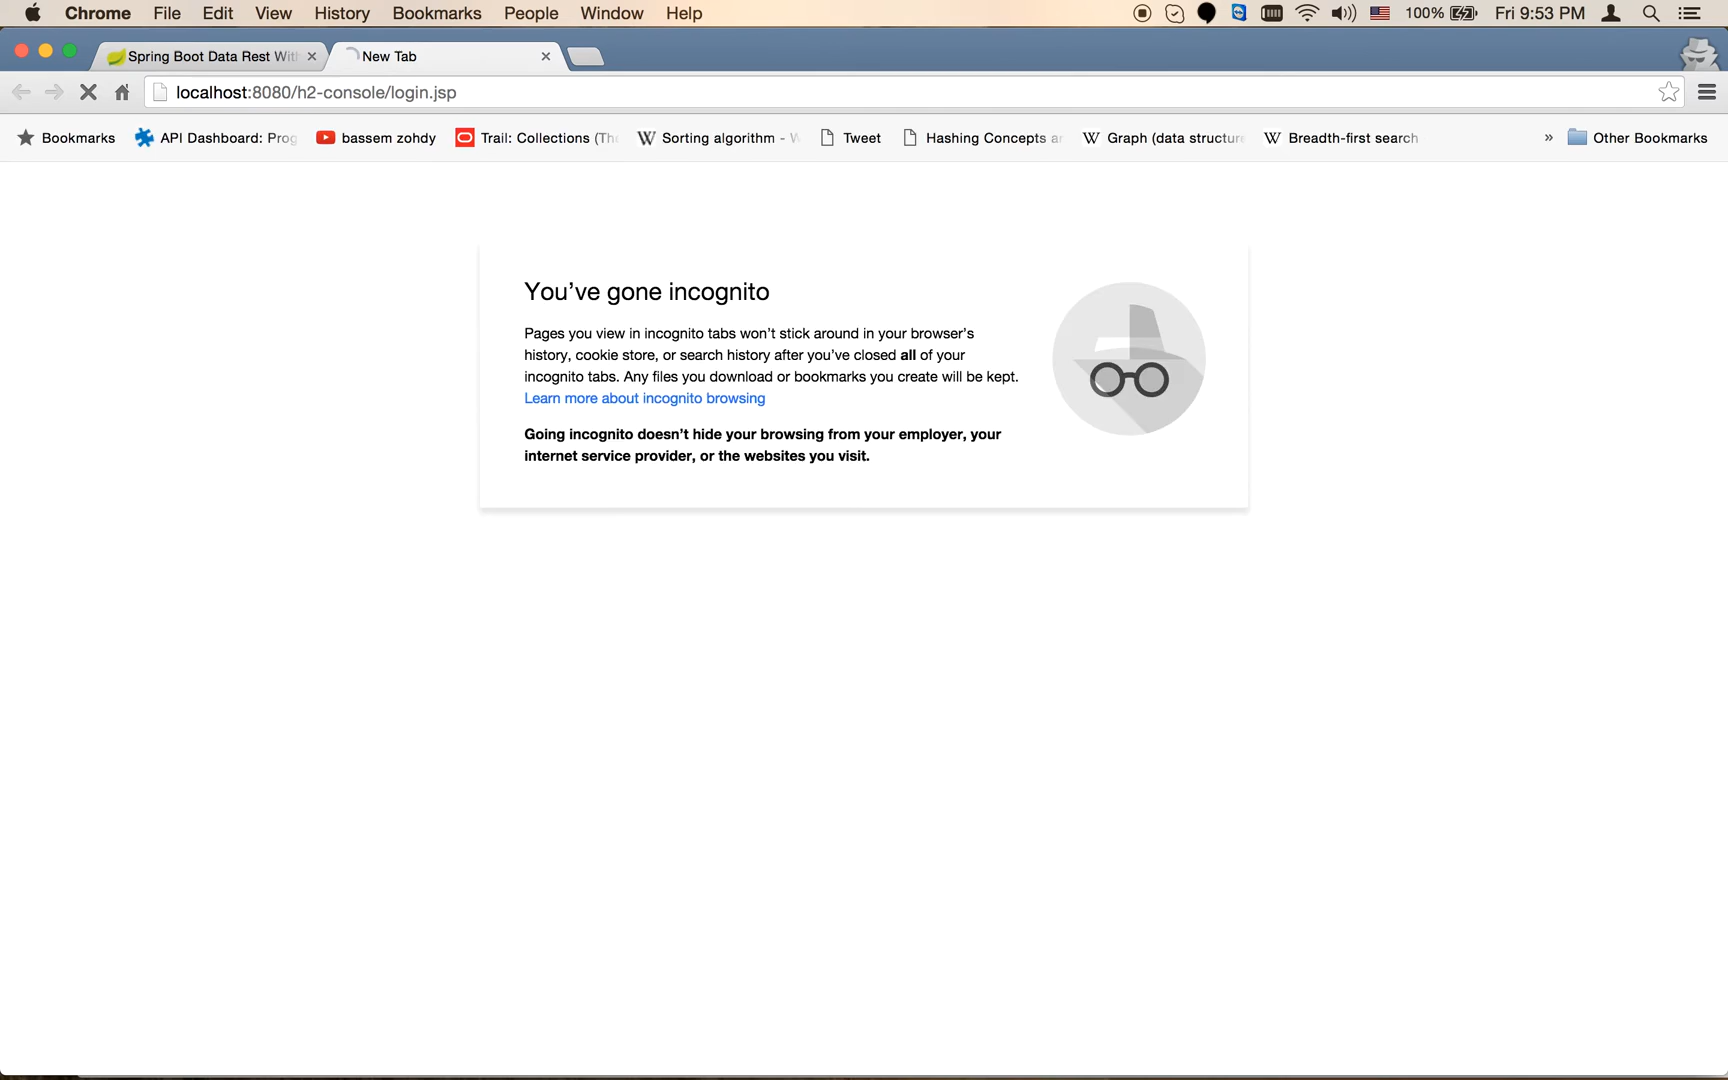 Chrome File Edit View History Bookmarks People Window Help 100% Fri 9:53 PM
Spring Boot Data Rest With New Tab
localhost:8080/h2-console/login.jsp
Bookmarks API Dashboard: Prog bassem zohdy Trail: Collections (The Sorting algorithm - W Tweet Hashing Concepts an Graph (data structure Breadth-first search » Other Bookmarks
You've gone incognito
Pages you view in incognito tabs won't stick around in your browser's
history, cookie store, or search history after you've closed all of your
incognito tabs. Any files you download or bookmarks you create will be kept.
Learn more about incognito browsing
Going incognito doesn't hide your browsing from your employer, your
internet service provider, or the websites you visit.